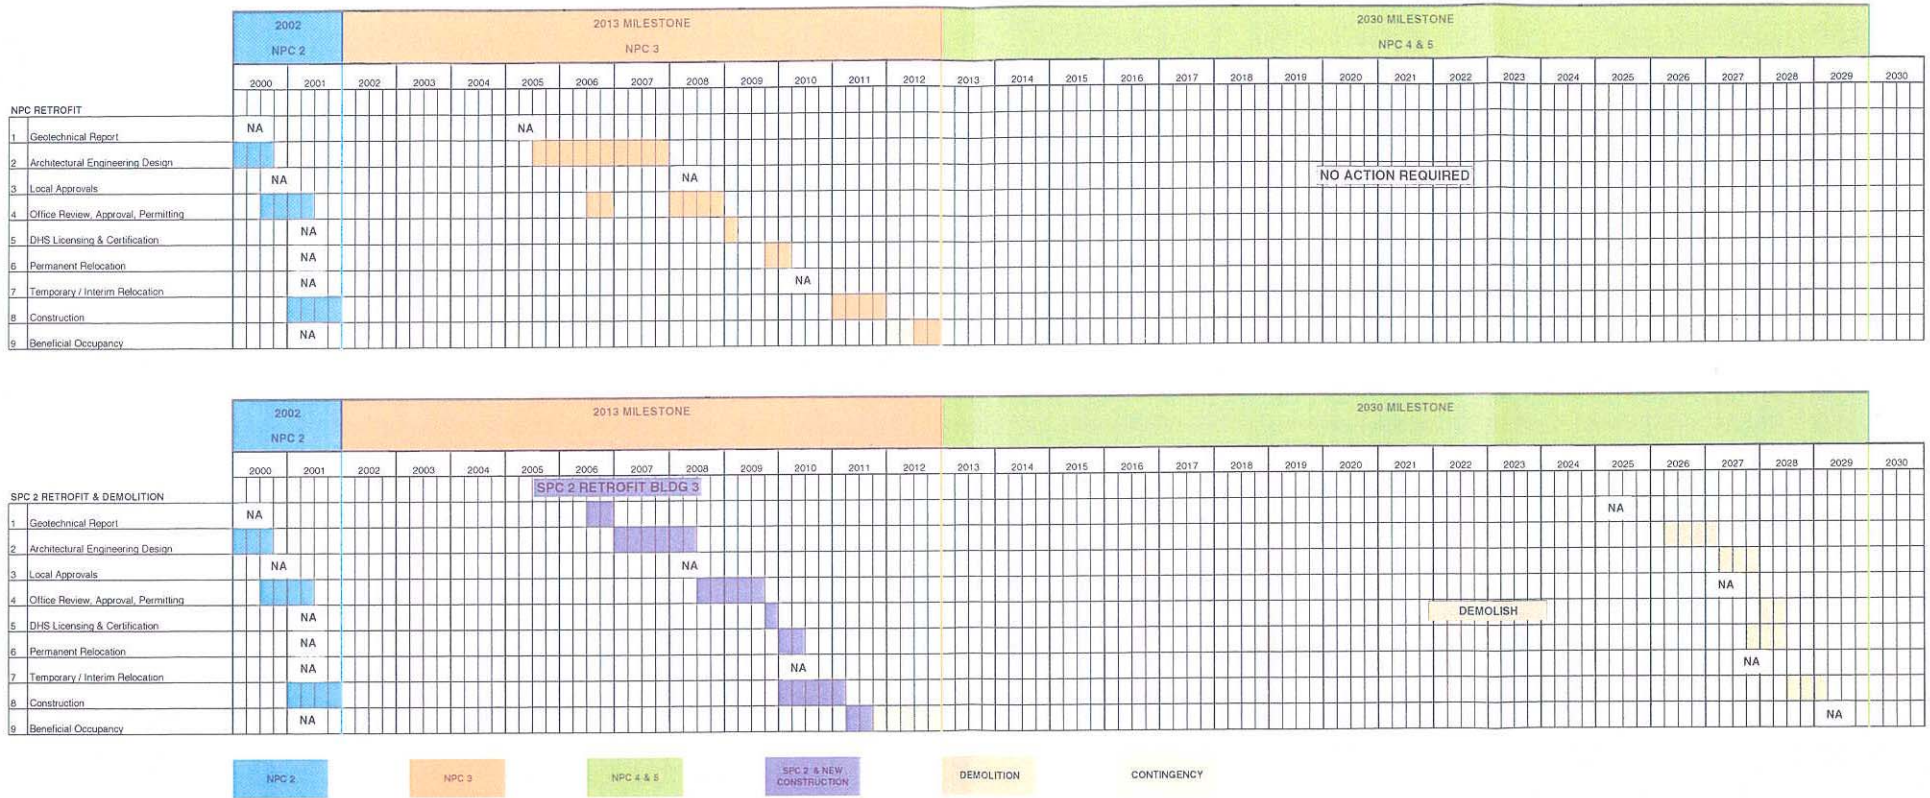 2002 2013 MILESTONE 2030 MILESTONE
NPC 2 NPC 3 NPC 4 & 5
2000 2001 2002 2003 2004 2005 2006 2007 2008 2009 2010 2011 2012 2013 2014 2015 2016 2017 2018 2019 2020 2021 2022 2023 2024 2025 2026 2027 2028 2029 2030
NPC RETROFIT
1 Geotechnical Report NA NA
2 Architectural Engineering Design
3 Local Approvals NA NA NO ACTION REQUIRED
4 Office Review, Approval, Permitting
5 DHS Licensing & Certification NA
6 Permanent Relocation NA
7 Temporary / Interim Relocation NA NA
8 Construction
9 Beneficial Occupancy NA
2002 2013 MILESTONE 2030 MILESTONE
NPC 2
2000 2001 2002 2003 2004 2005 2006 2007 2008 2009 2010 2011 2012 2013 2014 2015 2016 2017 2018 2019 2020 2021 2022 2023 2024 2025 2026 2027 2028 2029 2030
SPC 2 RETROFIT BLDG 3
SPC 2 RETROFIT & DEMOLITION
1 Geotechnical Report NA NA
2 Architectural Engineering Design
3 Local Approvals NA NA
4 Office Review, Approval, Permitting NA
5 DHS Licensing & Certification NA DEMOLISH
6 Permanent Relocation NA
7 Temporary / Interim Relocation NA NA NA
8 Construction
9 Beneficial Occupancy NA NA
NPC 2
NPC 3
NPC 4 & 5
SPC 2 & NEW
CONSTRUCTION
DEMOLITION
CONTINGENCY